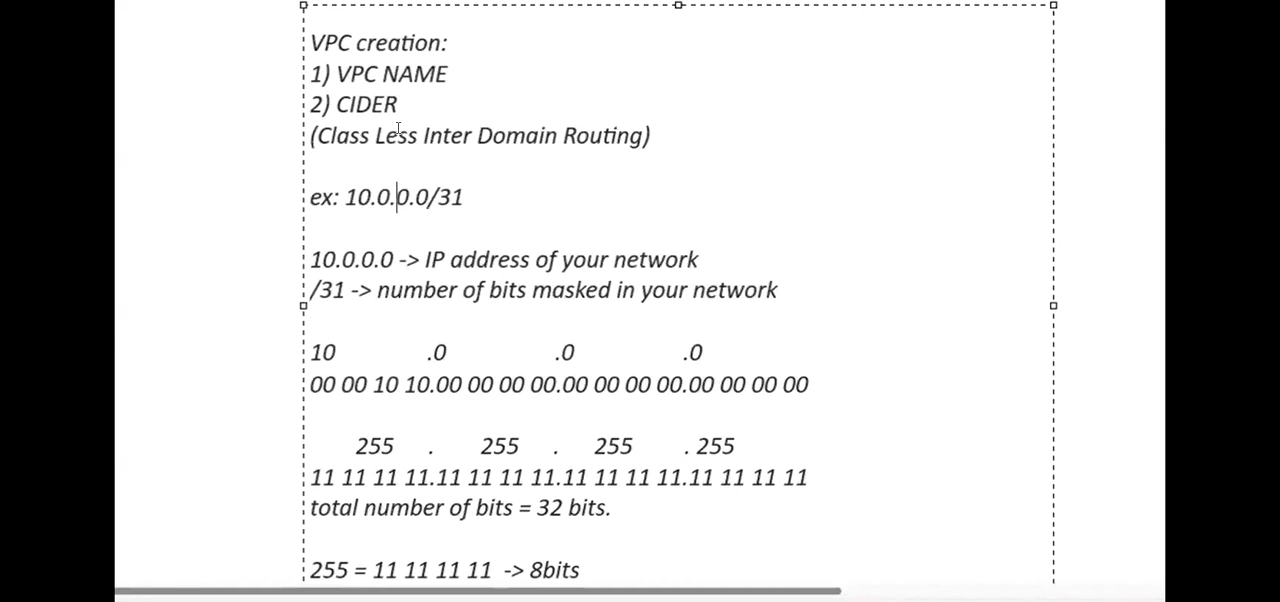 VPC creation:
1) VPC NAME
2) CIDER
(Class Less Inter Domain Routing)
ex: 10.0.0.0/31
10.0.0.0 -> IP address of your network
/31 -> number of bits masked in your network
10 .0 .0 .0
00 00 10 10.00 00 00 00.00 00 00 00.00 00 00 00
255 . 255 . 255 . 255
11 11 11 11.11 11 11 11.11 11 11 11.11 11 11 11
total number of bits = 32 bits.
255 = 11 11 11 11 -> 8bits